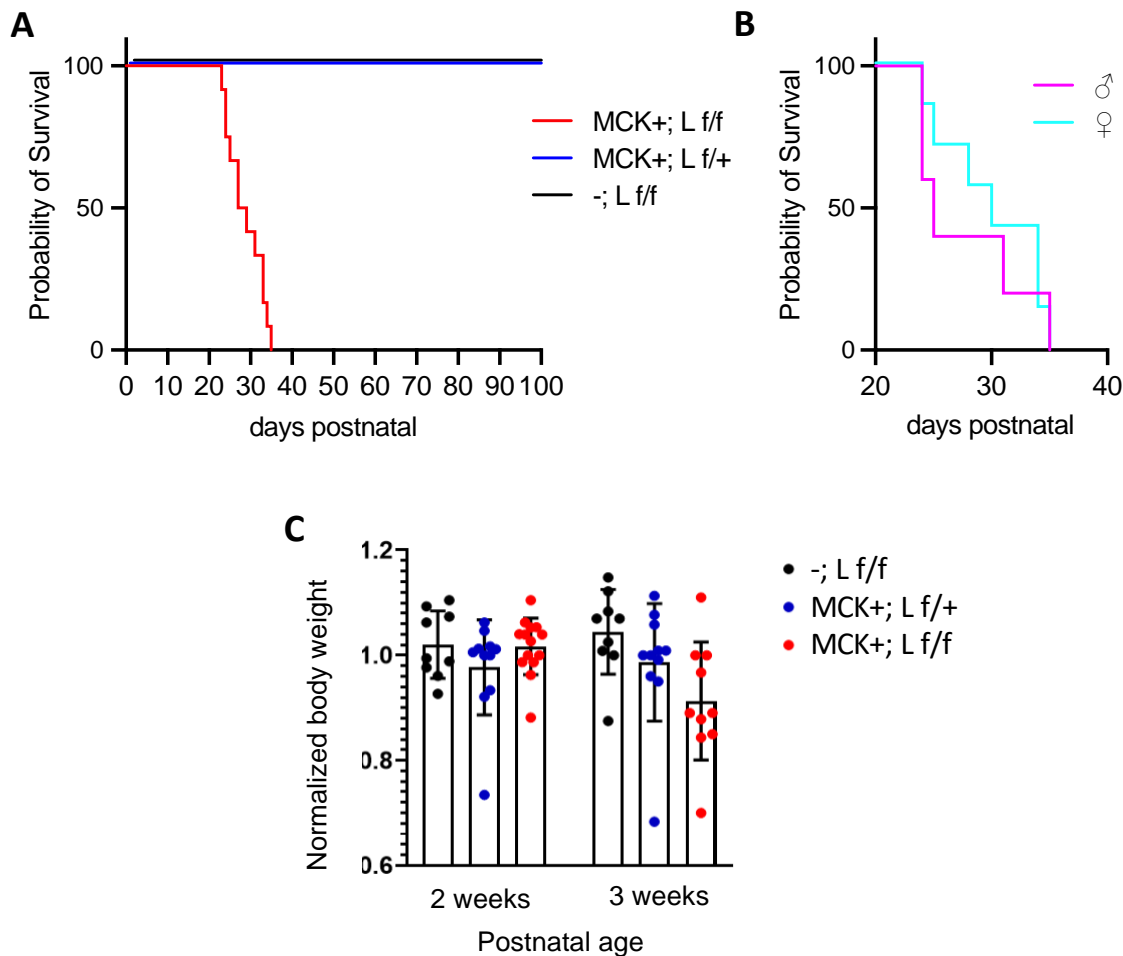 A
Probability of Survival
100
50
0
0 10 20 30 40 50 60 70 80 90 100
days postnatal
MCK+; L f/f
MCK+; L f/+
-; L f/f
B
Probability of Survival
100
50
0
20 30 40
days postnatal
♂
♀
C
Normalized body weight
1.2
1.0
0.8
0.6
2 weeks 3 weeks
Postnatal age
-; L f/f
MCK+; L f/+
MCK+; L f/f